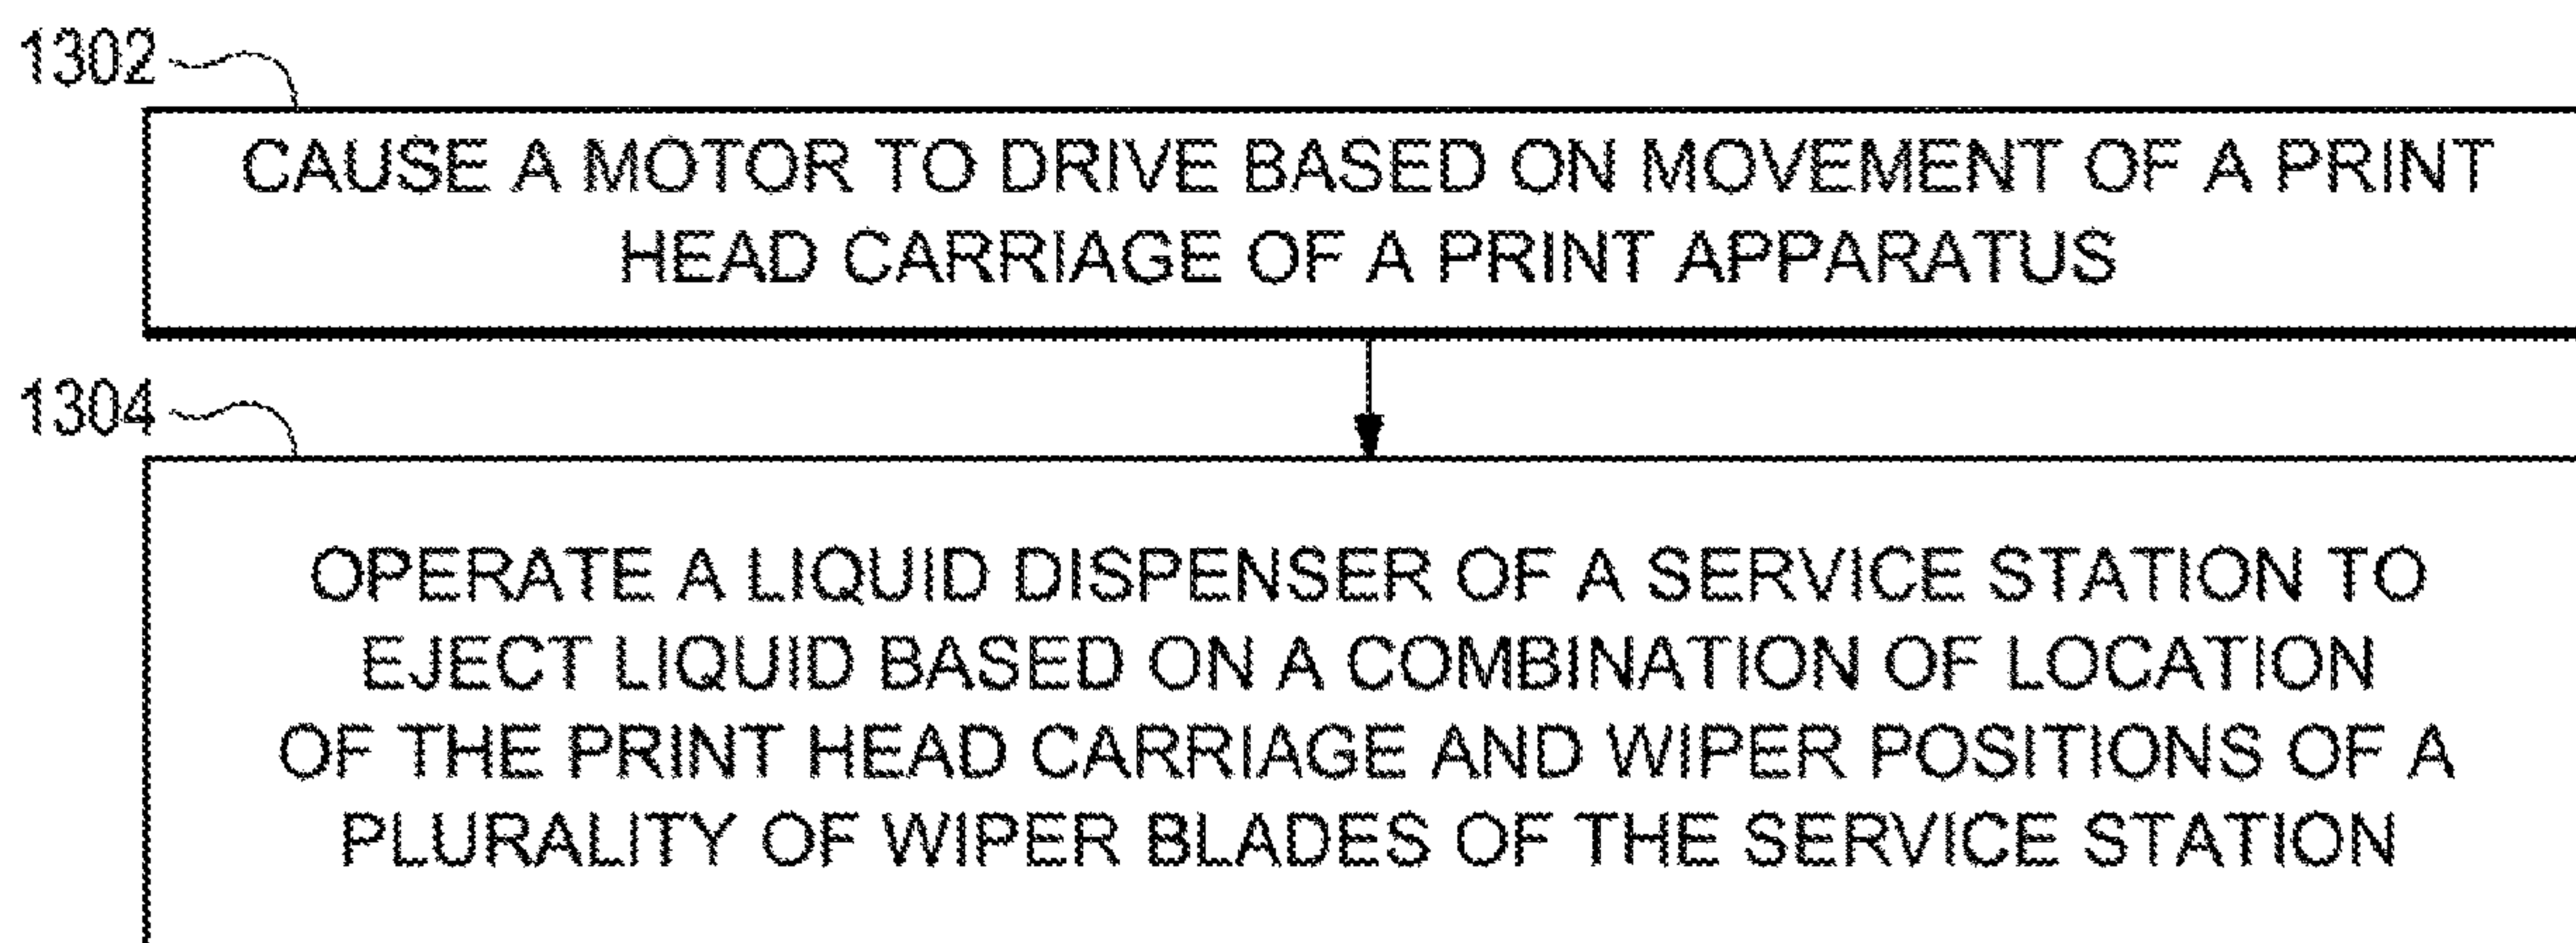 1302
CAUSE A MOTOR TO DRIVE BASED ON MOVEMENT OF A PRINT
HEAD CARRIAGE OF A PRINT APPARATUS
1304
OPERATE A LIQUID DISPENSER OF A SERVICE STATION TO
EJECT LIQUID BASED ON A COMBINATION OF LOCATION
OF THE PRINT HEAD CARRIAGE AND WIPER POSITIONS OF A
PLURALITY OF WIPER BLADES OF THE SERVICE STATION